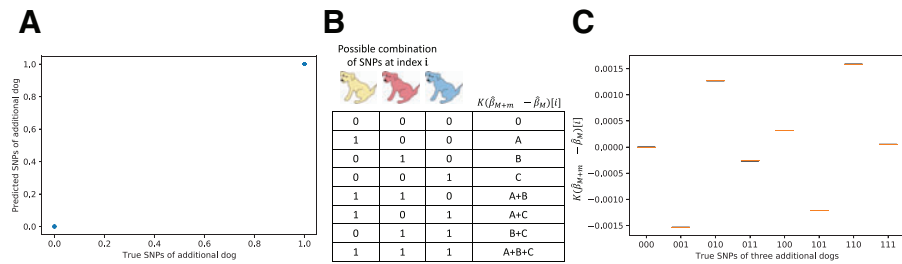 A
Predicted SNPs of additional dog
1,0
0,8
0,6
0,4
0,2
0,0
0.0 0.2 0.4 0.6 0.8 1.0
True SNPs of additional dog
B
Possible combination
of SNPs at index i
K(β̂_{M+m} − β̂_M)[i]
0 0 0 0
1 0 0 A
0 1 0 B
0 0 1 C
1 1 0 A+B
1 0 1 A+C
0 1 1 B+C
1 1 1 A+B+C
C
K(β̂_{M+m} − β̂_M)[i]
0.0015
0.0010
0.0005
0.0000
−0.0005
−0.0010
−0.0015
000 001 010 011 100 101 110 111
True SNPs of three additional dogs